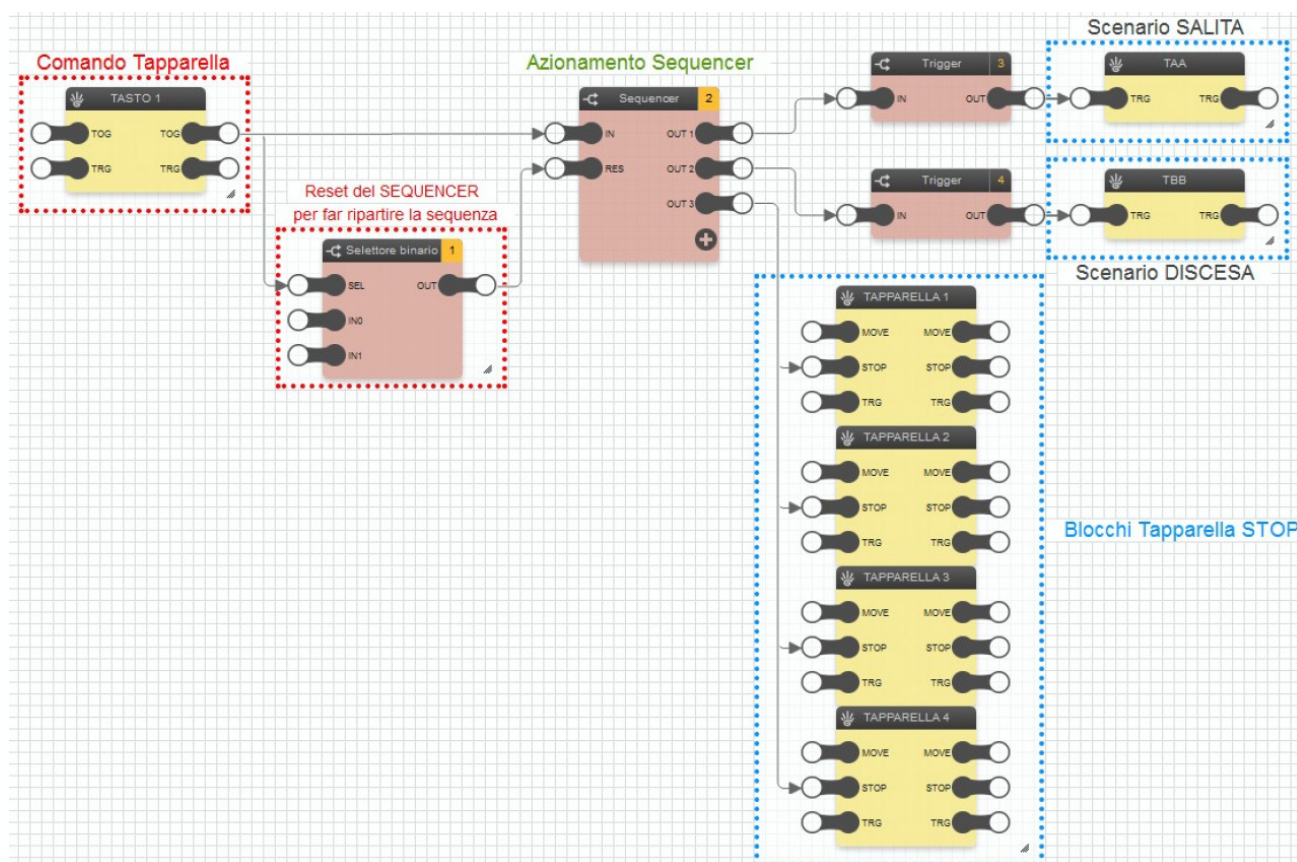 Scenario SALITA
Comando Tapparella
Azionamento Sequencer
TASTO 1
TOG TOG
TRG TRG
Reset del SEQUENCER
per far ripartire la sequenza
Selettore binario 1
SEL OUT
IN0
IN1
Sequencer 2
IN OUT 1
RES OUT 2
OUT 3
Trigger 3
IN OUT
TAA
TRG TRG
Trigger 4
IN OUT
TBB
TRG TRG
Scenario DISCESA
TAPPARELLA 1
MOVE MOVE
STOP STOP
TRG TRG
TAPPARELLA 2
MOVE MOVE
STOP STOP
TRG TRG
Blocchi Tapparella STOP
TAPPARELLA 3
MOVE MOVE
STOP STOP
TRG TRG
TAPPARELLA 4
MOVE MOVE
STOP STOP
TRG TRG